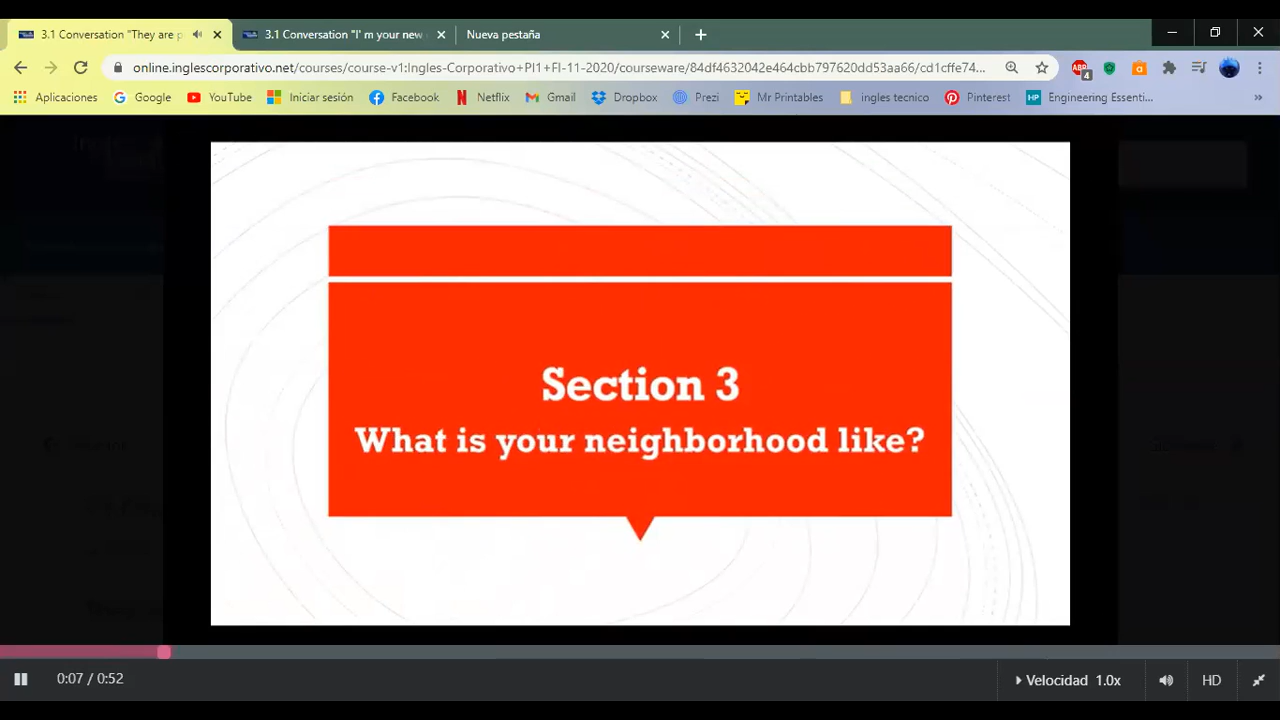 3.1 Conversation "They are p
3.1 Conversation "I' m your new
Nueva pestaña
online.inglescorporativo.net/courses/course-v1:Ingles-Corporativo+PI1+FI-11-2020/courseware/84df4632042e464cbb797620dd53aa66/cd1cffe74...
ABP
4
Aplicaciones
Google
YouTube
Iniciar sesión
Facebook
Netflix
Gmail
Dropbox
Prezi
Mr Printables
ingles tecnico
Pinterest
HP
Engineering Essenti...
»
Section 3
What is your neighborhood like?
0:07 / 0:52
Velocidad 1.0x
HD